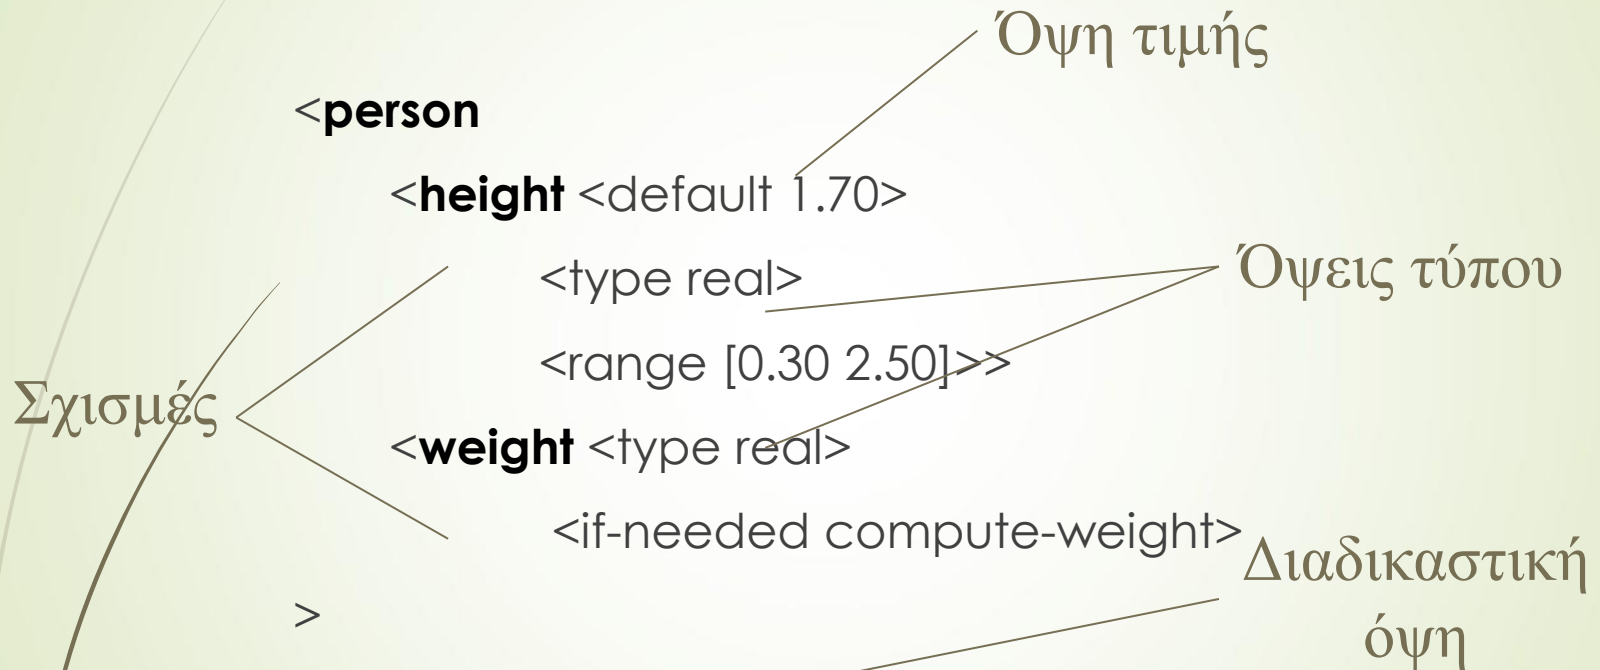 Όψη τιμής
<person
<height <default 1.70>
<type real>
Όψεις τύπου
<range [0.30 2.50]>>
Σχισμές
<weight <type real>
<if-needed compute-weight>
Διαδικαστική
όψη
>